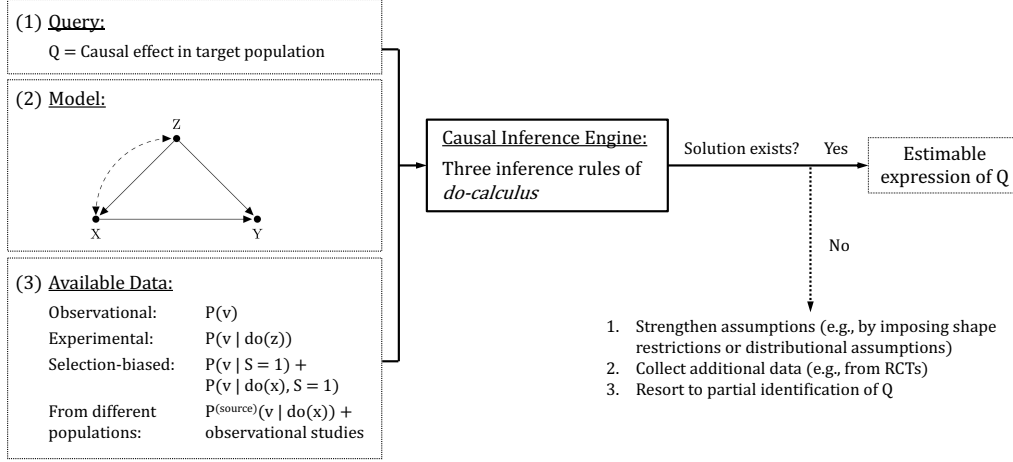 (1) Query:
Q = Causal effect in target population
(2) Model:
Z
X
Y
(3) Available Data:
Observational: P(v)
Experimental: P(v | do(z))
Selection-biased: P(v | S = 1) +
P(v | do(x), S = 1)
From different P(source)(v | do(x)) +
populations: observational studies
Causal Inference Engine:
Three inference rules of
do-calculus
Solution exists? Yes
No
Estimable
expression of Q
1. Strengthen assumptions (e.g., by imposing shape
restrictions or distributional assumptions)
2. Collect additional data (e.g., from RCTs)
3. Resort to partial identification of Q